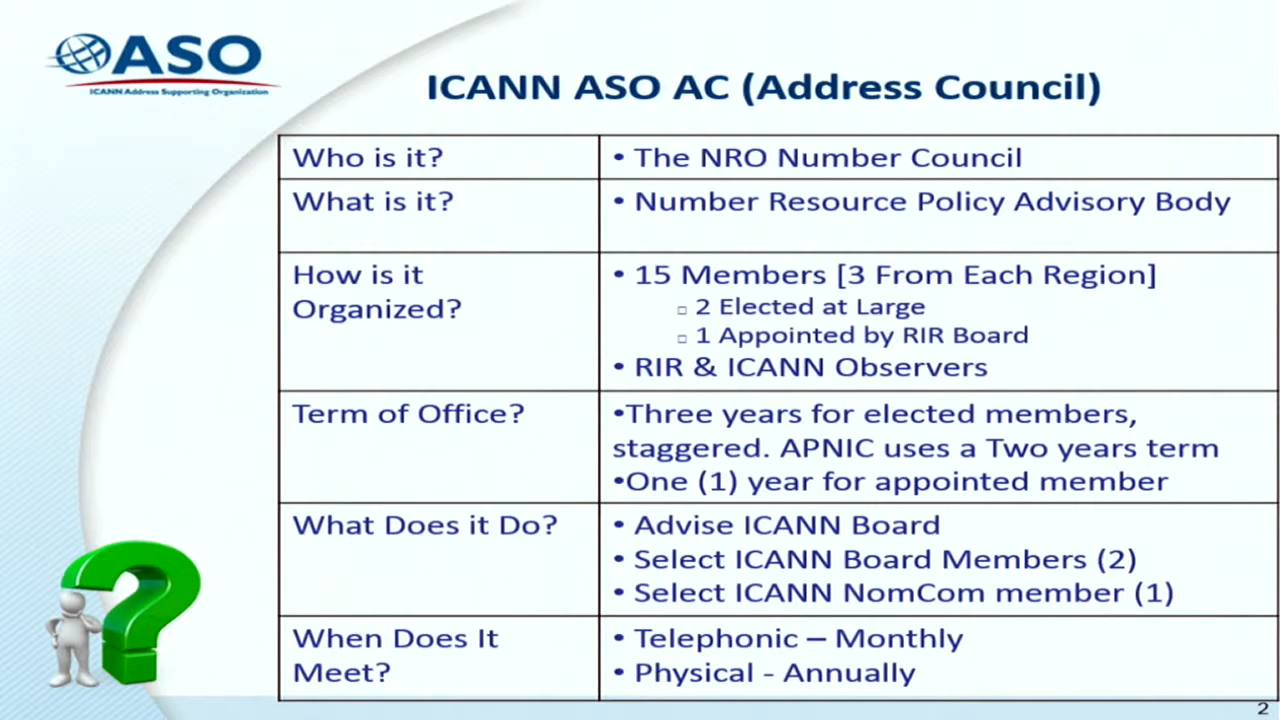 ASO
ICANN Address Supporting Organization
ICANN ASO AC (Address Council)
Who is it?
• The NRO Number Council
What is it?
• Number Resource Policy Advisory Body
How is it
Organized?
• 15 Members [3 From Each Region]
□ 2 Elected at Large
□ 1 Appointed by RIR Board
• RIR & ICANN Observers
Term of Office?
•Three years for elected members,
staggered. APNIC uses a Two years term
•One (1) year for appointed member
What Does it Do?
• Advise ICANN Board
• Select ICANN Board Members (2)
• Select ICANN NomCom member (1)
When Does It
Meet?
• Telephonic – Monthly
• Physical - Annually
2